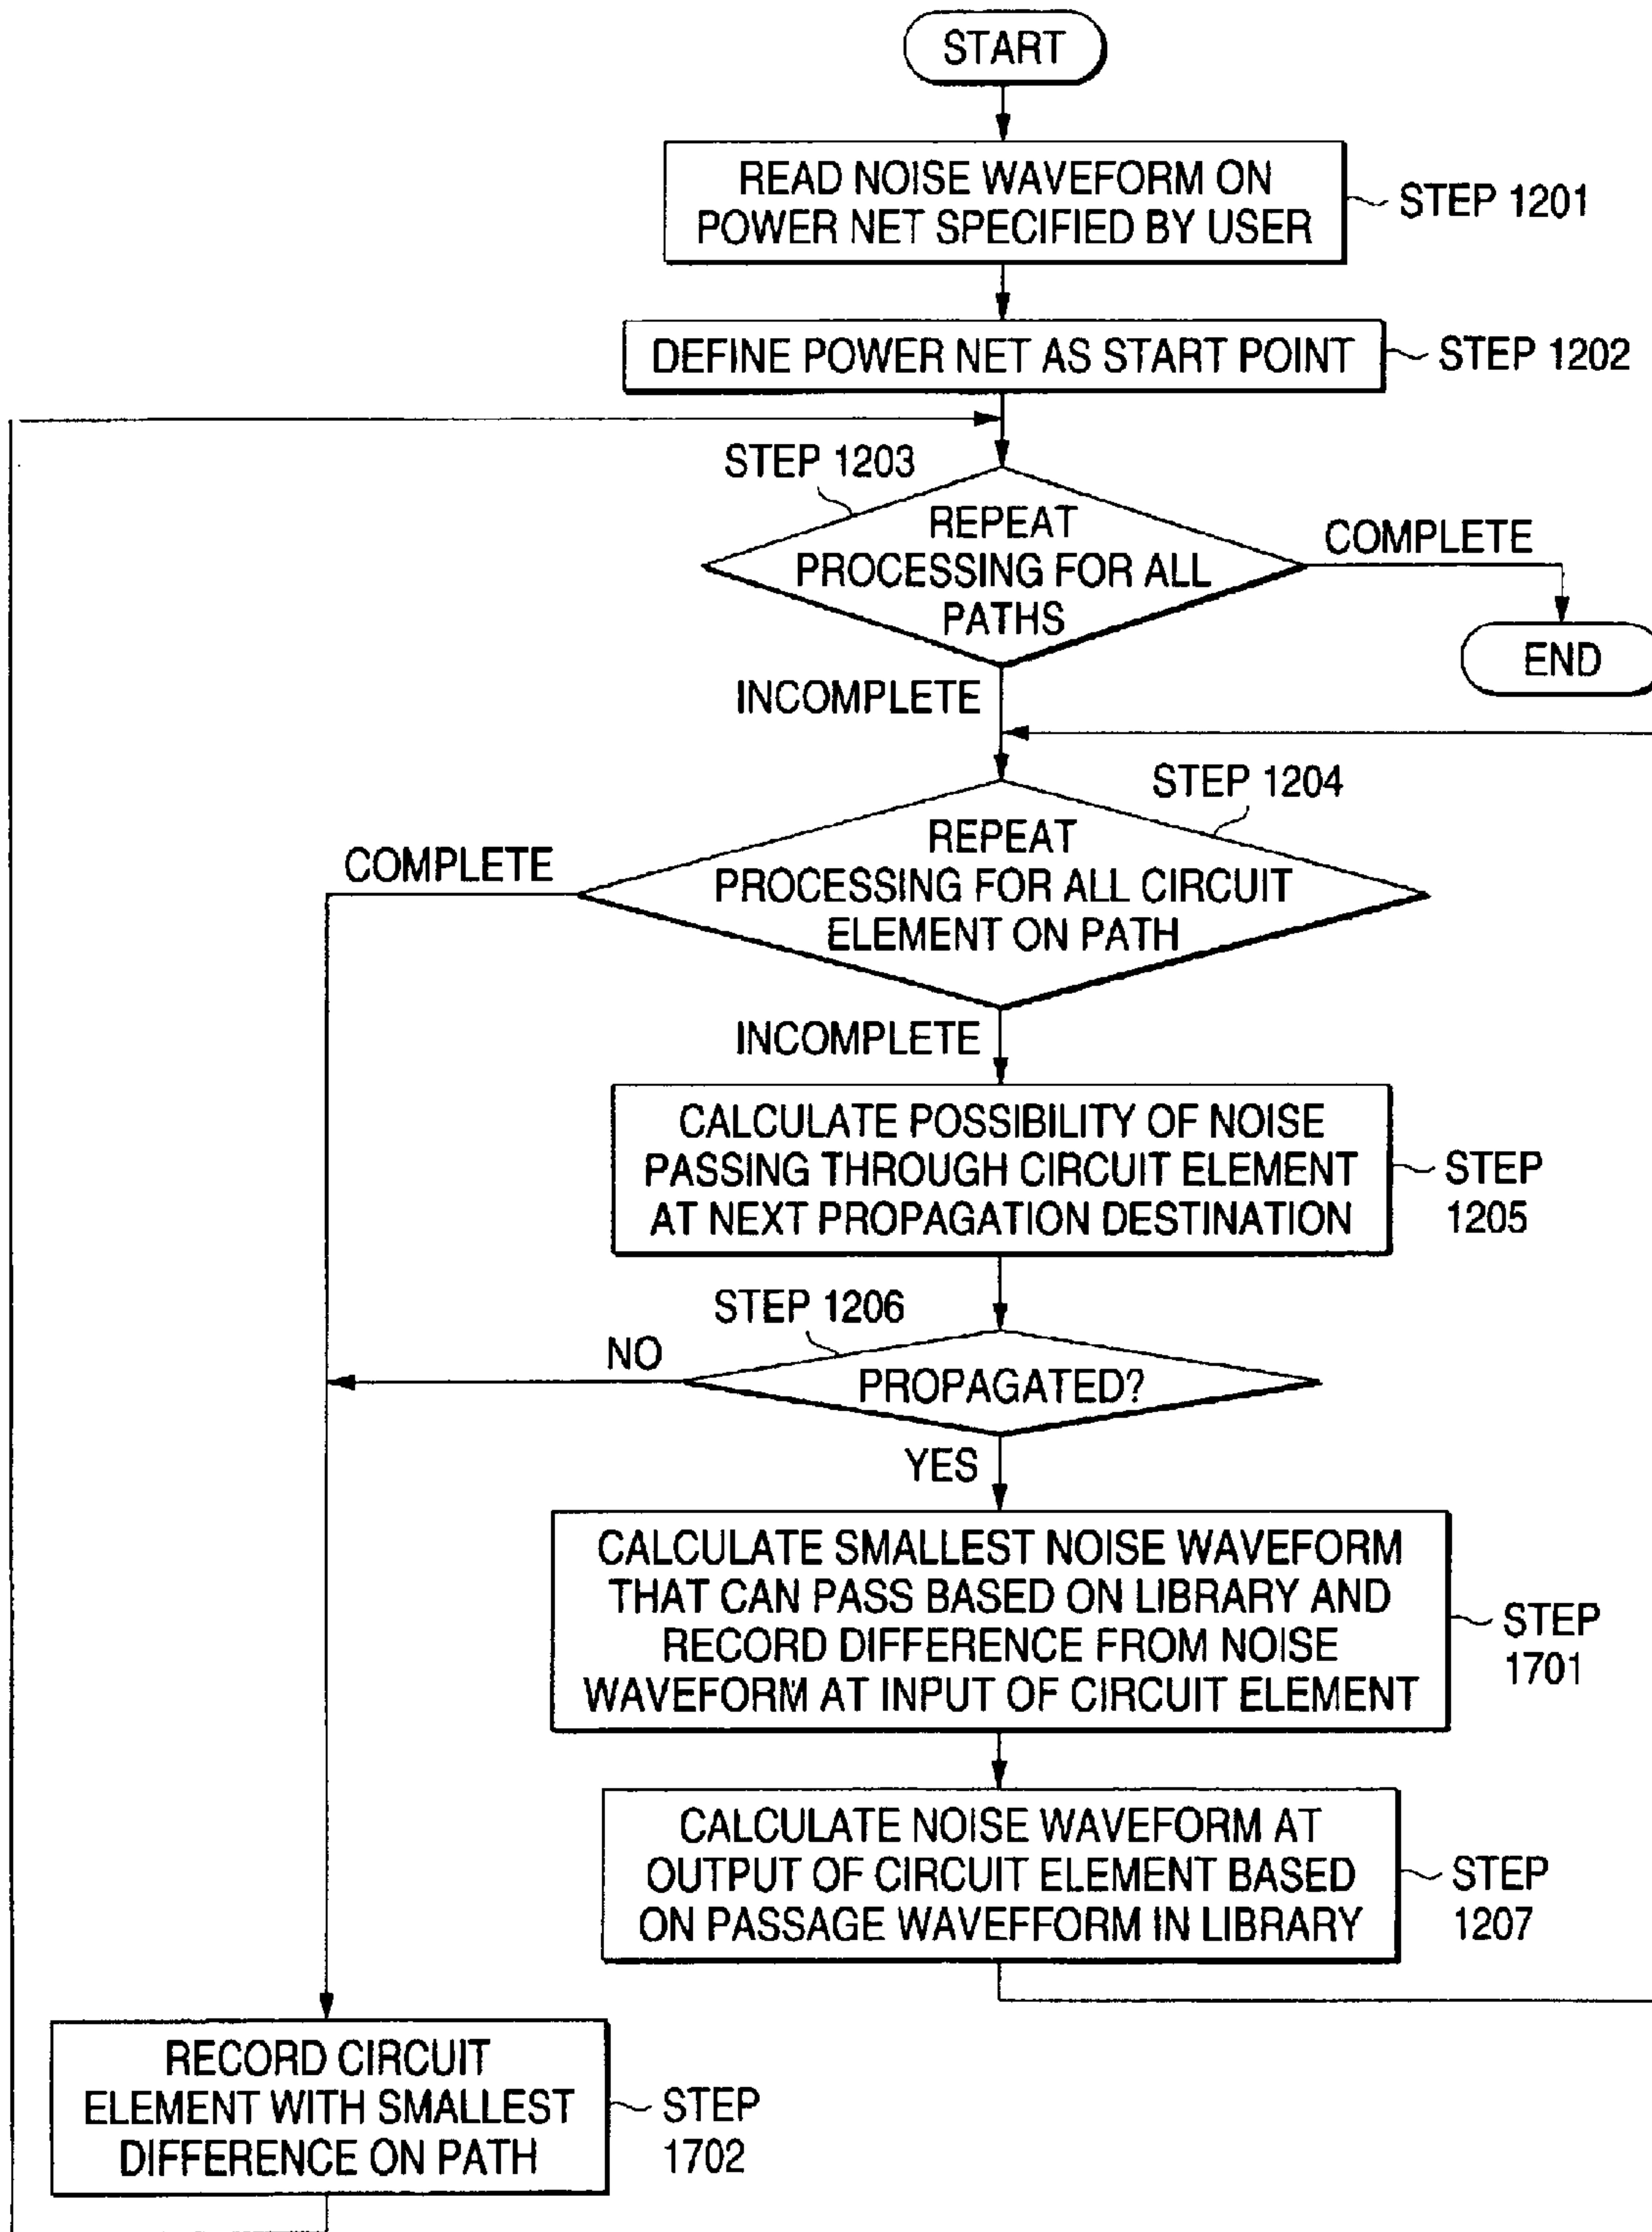 START
READ NOISE WAVEFORM ON
POWER NET SPECIFIED BY USER
STEP 1201
DEFINE POWER NET AS START POINT
STEP 1202
STEP 1203
REPEAT
PROCESSING FOR ALL
PATHS
COMPLETE
END
INCOMPLETE
STEP 1204
REPEAT
PROCESSING FOR ALL CIRCUIT
ELEMENT ON PATH
COMPLETE
INCOMPLETE
CALCULATE POSSIBILITY OF NOISE
PASSING THROUGH CIRCUIT ELEMENT
AT NEXT PROPAGATION DESTINATION
STEP
1205
STEP 1206
PROPAGATED?
NO
YES
CALCULATE SMALLEST NOISE WAVEFORM
THAT CAN PASS BASED ON LIBRARY AND
RECORD DIFFERENCE FROM NOISE
WAVEFORM AT INPUT OF CIRCUIT ELEMENT
STEP
1701
CALCULATE NOISE WAVEFORM AT
OUTPUT OF CIRCUIT ELEMENT BASED
ON PASSAGE WAVEFFORM IN LIBRARY
STEP
1207
RECORD CIRCUIT
ELEMENT WITH SMALLEST
DIFFERENCE ON PATH
STEP
1702